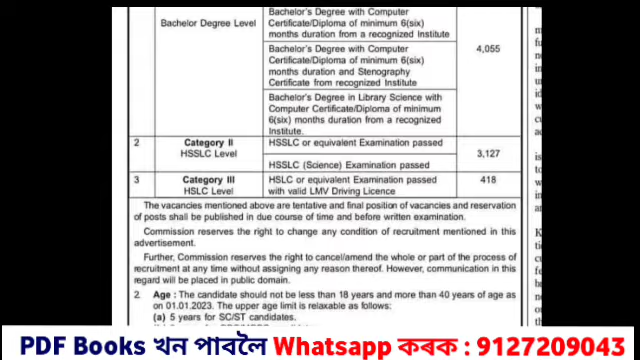 Bachelor Degree Level
Bachelor's Degree with Computer
Certificate/Diploma of minimum 6(six)
months duration from a recognized Institute
Bachelor's Degree with Computer
Certificate/Diploma of minimum 6(six)
months duration and Stenography
Certificate from recognized Institute
Bachelor's Degree in Library Science with
Computer Certificate/Diploma of minimum
6(six) months duration from a recognized
Institute.
4,055
2
Category II
HSSLC Level
HSSLC or equivalent Examination passed
HSSLC (Science) Examination passed
3,127
3
Category III
HSLC Level
HSLC or equivalent Examination passed
with valid LMV Driving Licence
418
The vacancies mentioned above are tentative and final position of vacancies and reservation
of posts shall be published in due course of time and before written examination.
Commission reserves the right to change any condition of recruitment mentioned in this
advertisement.
Further, Commission reserves the right to cancel/amend the whole or part of the process of
recruitment at any time without assigning any reason thereof. However, communication in this
regard will be placed in public domain.
2. Age : The candidate should not be less than 18 years and more than 40 years of age as
on 01.01.2023. The upper age limit is relaxable as follows:
(a) 5 years for SC/ST candidates.
PDF Books খন পাবলৈ Whatsapp কৰক : 9127209043